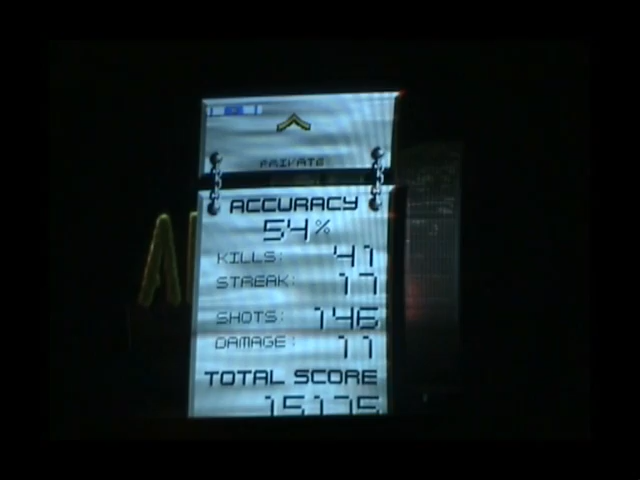 PRIVATE
ACCURACY
54%
KILLS: 41
STREAK: 17
SHOTS: 146
DAMAGE: 11
TOTAL SCORE